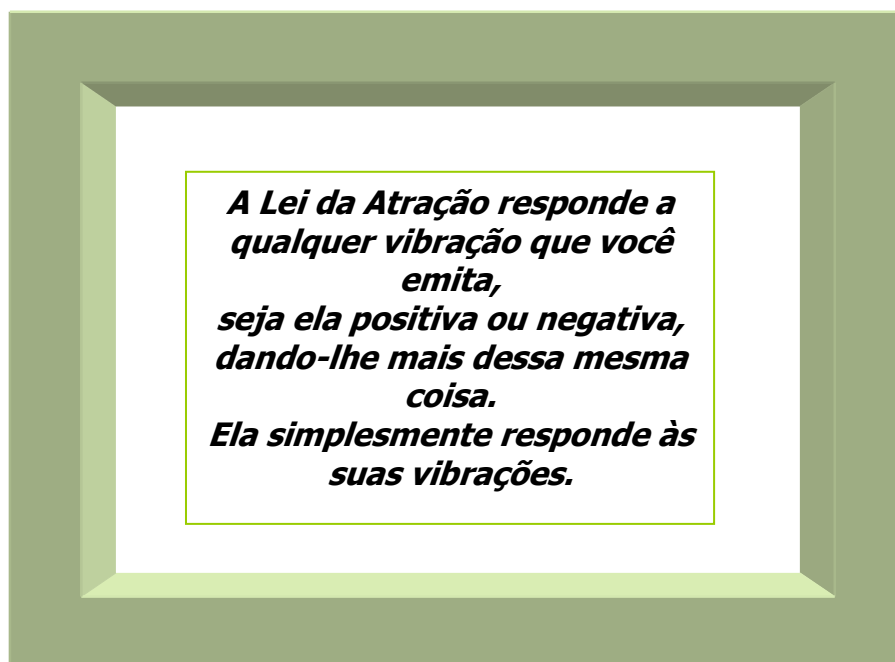 A Lei da Atração responde a
qualquer vibração que você
emita,
seja ela positiva ou negativa,
dando-lhe mais dessa mesma
coisa.
Ela simplesmente responde às
suas vibrações.